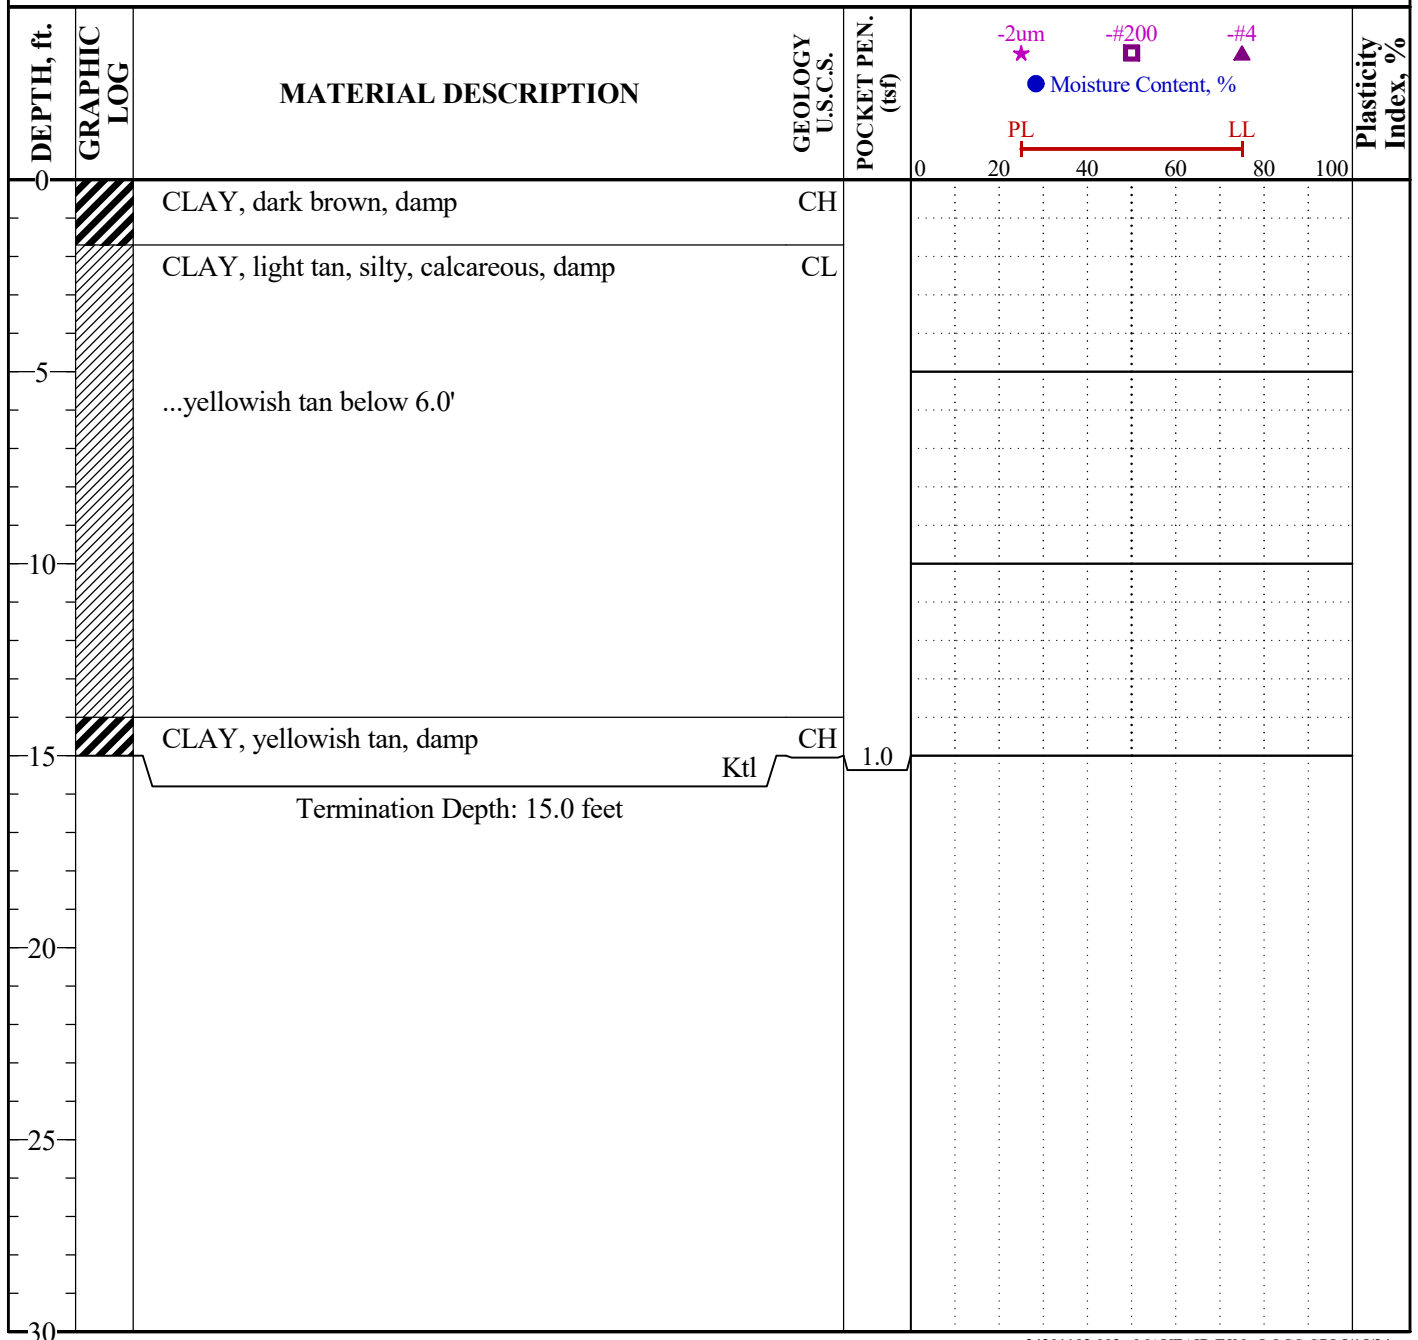 DEPTH, ft.
GRAPHIC
LOG
MATERIAL DESCRIPTION
GEOLOGY
U.S.C.S.
POCKET PEN.
(tsf)
-2um -#200 -#4
Moisture Content, %
PL LL
0 20 40 60 80 100
Plasticity
Index, %
0
CLAY, dark brown, damp CH
CLAY, light tan, silty, calcareous, damp CL
5
...yellowish tan below 6.0'
10
CLAY, yellowish tan, damp CH
15
Ktl
1.0
Termination Depth: 15.0 feet
20
25
30